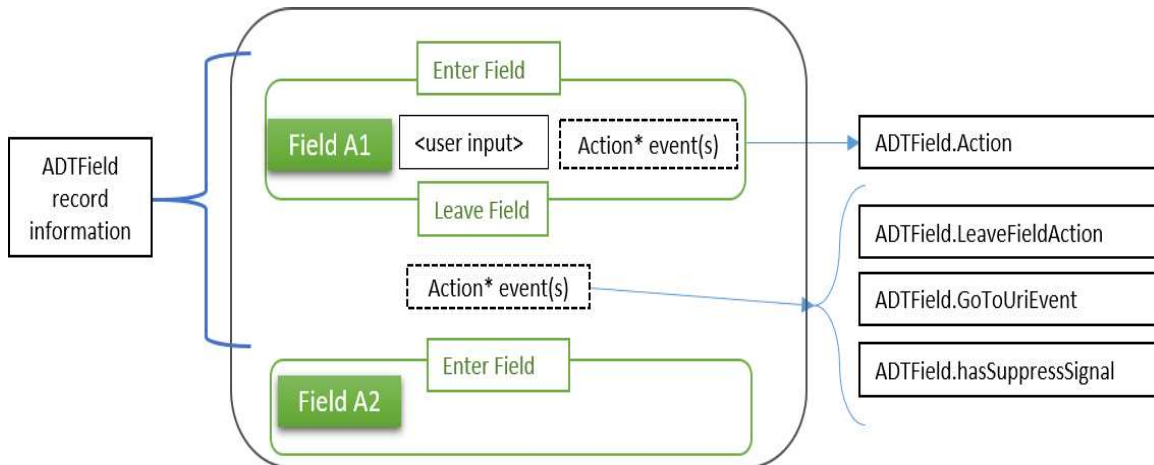 Enter Field
Field A1
<user input>
Action* event(s)
ADTField.Action
ADTField
record
information
Leave Field
ADTField.LeaveFieldAction
Action* event(s)
ADTField.GoToUriEvent
Enter Field
ADTField.hasSuppressSignal
Field A2